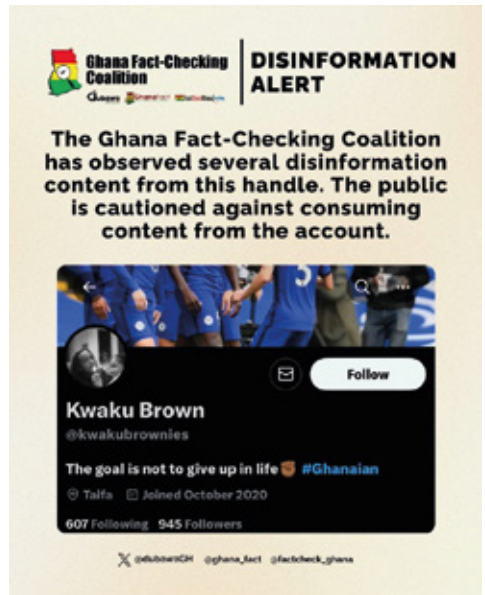 Ghana Fact-Checking
Coalition
DISINFORMATION
ALERT
The Ghana Fact-Checking Coalition
has observed several disinformation
content from this handle. The public
is cautioned against consuming
content from the account.
Follow
Kwaku Brown
@kwakubrownies
The goal is not to give up in life✊🏾 #Ghanaian
Taifa Joined October 2020
607 Following 945 Followers
@dubawaGH @ghana_fact @factcheck_ghana